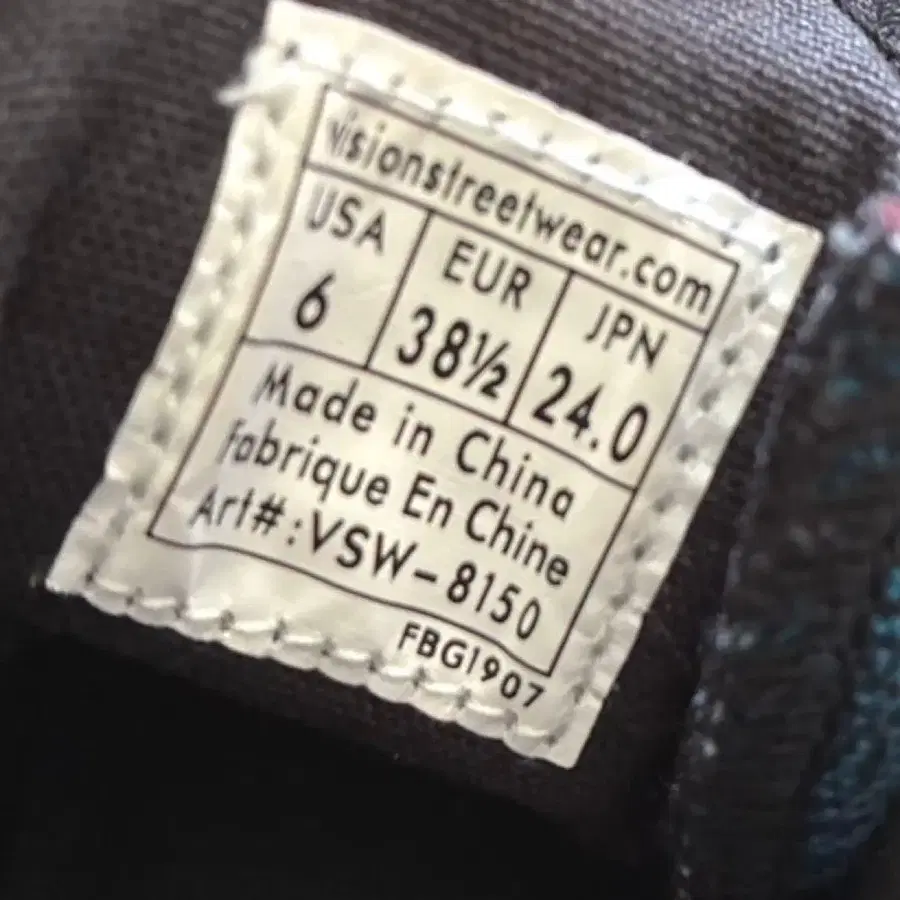 visionstreetwear.com
USA EUR JPN
6 38½ 24.0
Made in China
Fabrique En Chine
Art#:VSW-8150
FBG1907